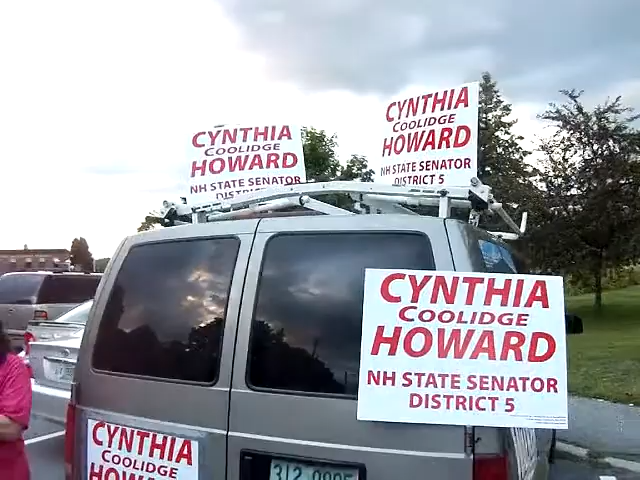 CYNTHIA
COOLIDGE
HOWARD
NH STATE SENATOR
CYNTHIA
COOLIDGE
HOWARD
NH STATE SENATOR
DISTRICT 5
CYNTHIA
COOLIDGE
HOWARD
NH STATE SENATOR
DISTRICT 5
CYNTHIA
COOLIDGE